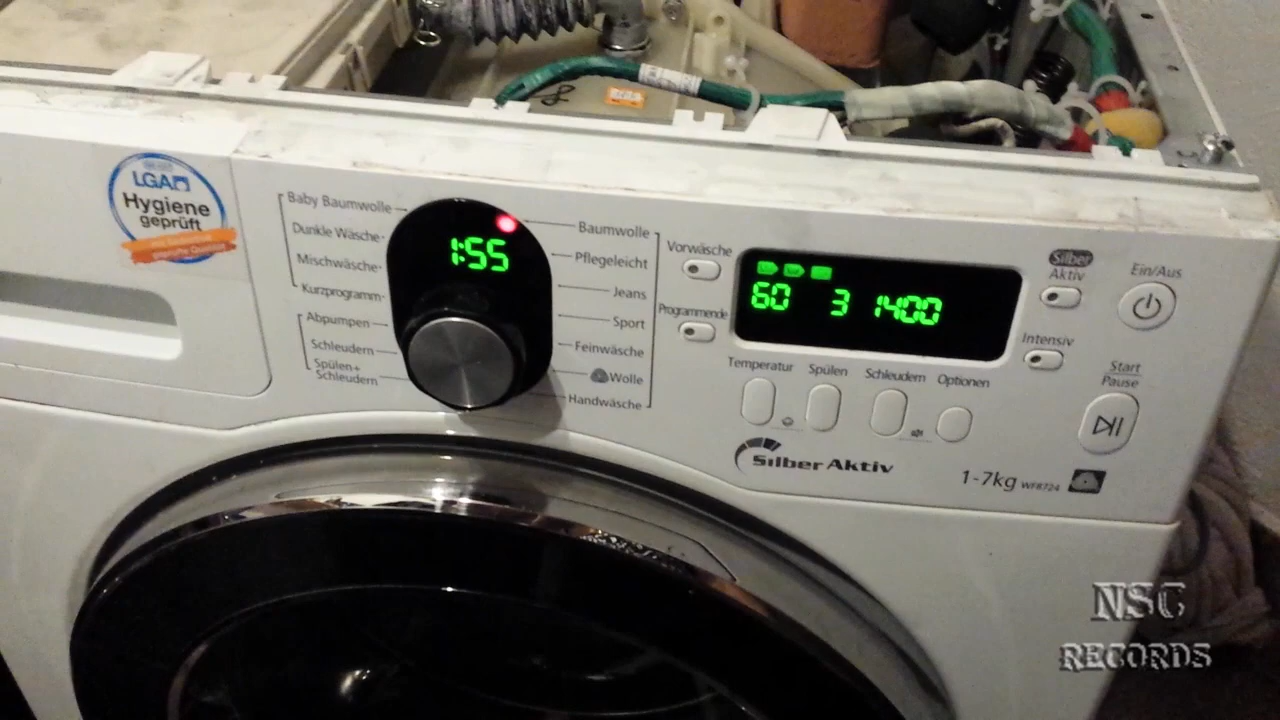 LGA
Hygiene
geprüft
Baby Baumwolle
Dunkle Wäsche
Mischwäsche
Kurzprogramm
Abpumpen
Schleudern
Spülen+
Schleudern
1:55
Baumwolle
Pflegeleicht
Jeans
Sport
Feinwäsche
Wolle
Handwäsche
Vorwäsche
Programmende
60 3 1400
Temperatur Spülen Schleudern Optionen
Silber
Aktiv
Intensiv
Ein/Aus
Start
Pause
Silber Aktiv
1-7kg WF8724
NSC
RECORDS